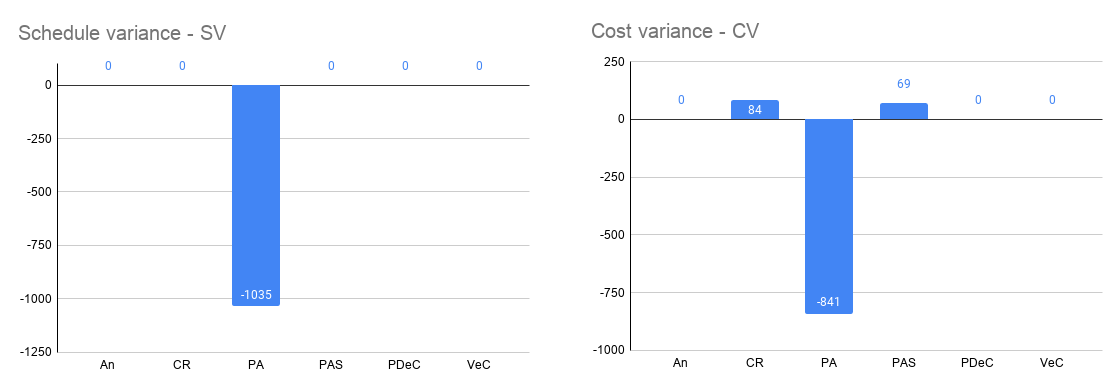 Schedule variance - SV
0 0 0 0 0
0
-250
-500
-750
-1000
-1035
-1250
An CR PA PAS PDeC VeC
Cost variance - CV
250
69
0 0 0
84
0
-250
-500
-750
-841
-1000
An CR PA PAS PDeC VeC